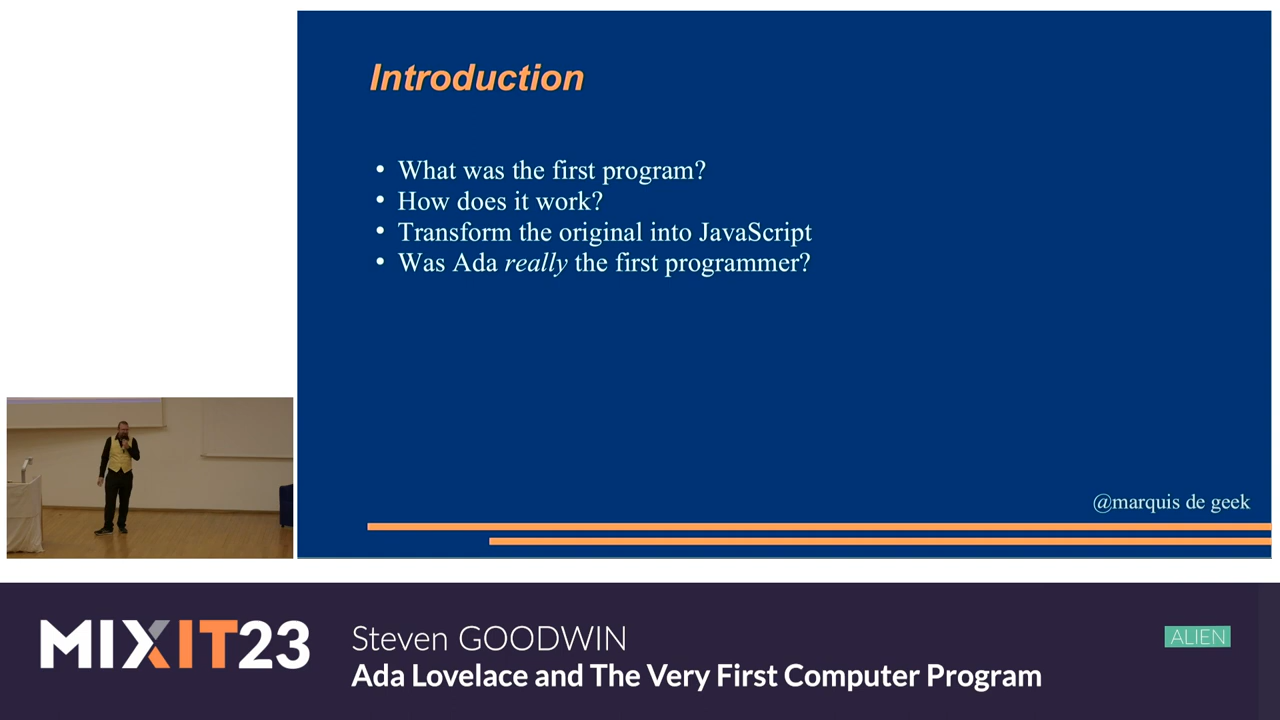 Introduction
• What was the first program?
• How does it work?
• Transform the original into JavaScript
• Was Ada really the first programmer?
@marquis de geek
MIXIT23
Steven GOODWIN
ALIEN
Ada Lovelace and The Very First Computer Program